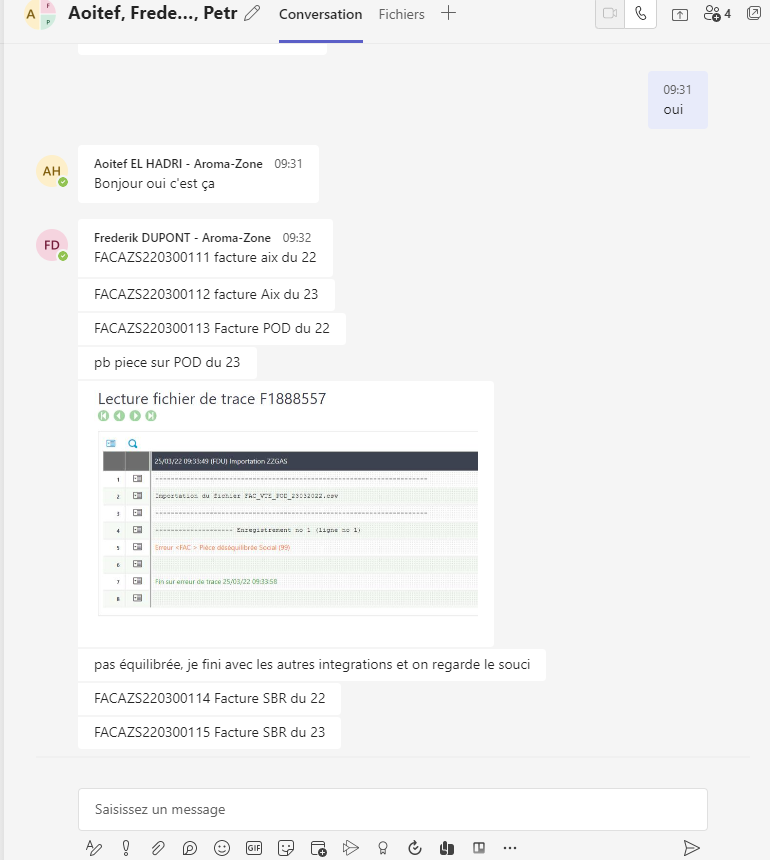 A
F
P
Aoitef, Frede..., Petr
Conversation
Fichiers
4
09:31
oui
AH
Aoitef EL HADRI - Aroma-Zone 09:31
Bonjour oui c'est ça
FD
Frederik DUPONT - Aroma-Zone 09:32
FACAZS220300111 facture aix du 22
FACAZS220300112 facture Aix du 23
FACAZS220300113 Facture POD du 22
pb piece sur POD du 23
Lecture fichier de trace F1888557
25/03/22 09:33:49 (FDU) Importation ZZGAS
1 ------------------------------------------------------------------------
2 Importation du fichier FAC_VTE_POD_23032022.csv
3 ------------------------------------------------------------------------
4 -------------------- Enregistrement no 1 (ligne no 1)
5 Erreur <FAC > Pièce déséquilibrée Social (99)
6
7 Fin sur erreur de trace 25/03/22 09:33:58
8
pas équilibrée, je fini avec les autres integrations et on regarde le souci
FACAZS220300114 Facture SBR du 22
FACAZS220300115 Facture SBR du 23
Saisissez un message
GIF